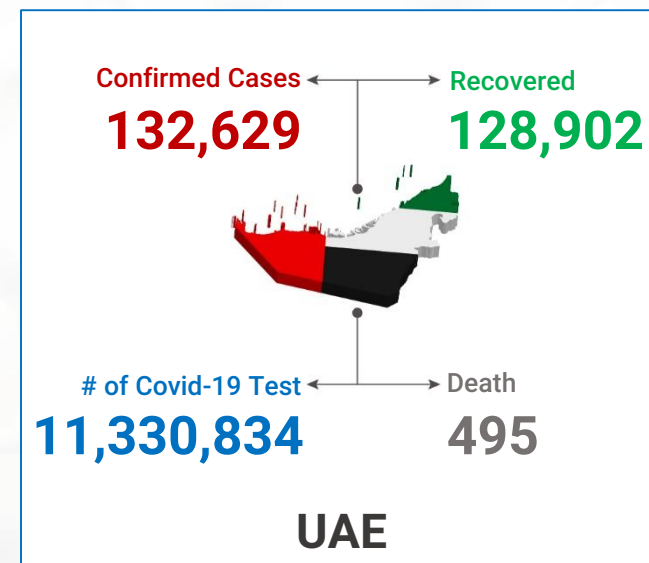 Confirmed Cases
132,629
Recovered
128,902
# of Covid-19 Test
11,330,834
Death
495
UAE